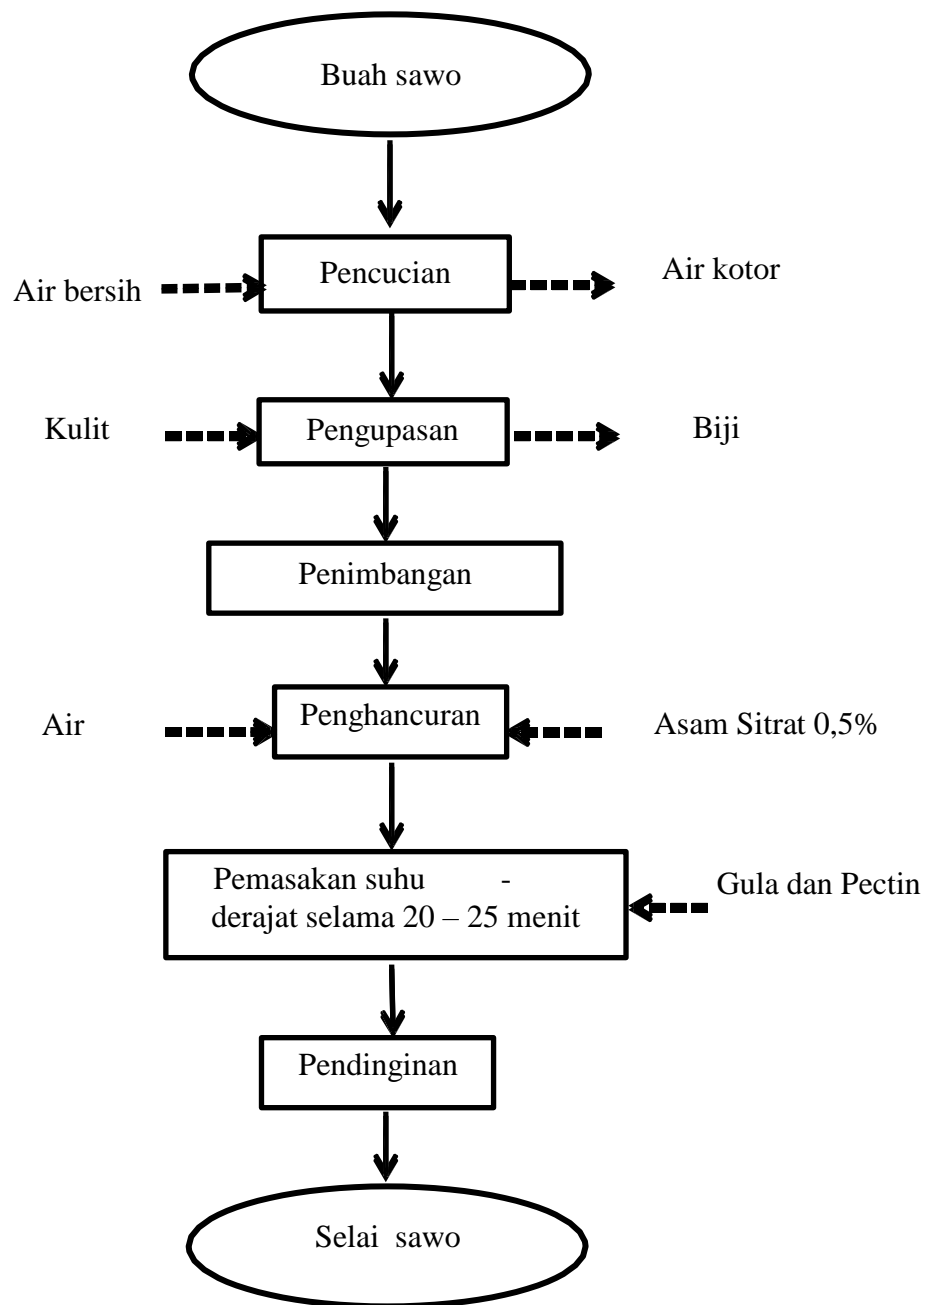 Buah sawo
Pencucian
Air bersih
Air kotor
Kulit
Pengupasan
Biji
Penimbangan
Air
Penghancuran
Asam Sitrat 0,5%
Pemasakan suhu -
derajat selama 20 – 25 menit
Gula dan Pectin
Pendinginan
Selai sawo